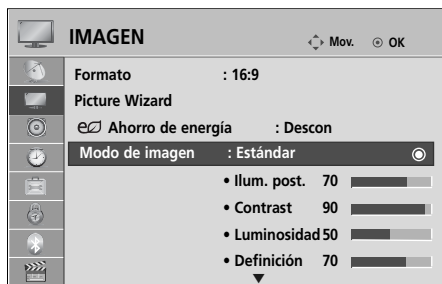 IMAGEN Mov. OK
Formato : 16:9
Picture Wizard
Ahorro de energía : Descon
Modo de imagen : Estándar
• Ilum. post. 70
• Contrast 90
• Luminosidad 50
• Definición 70